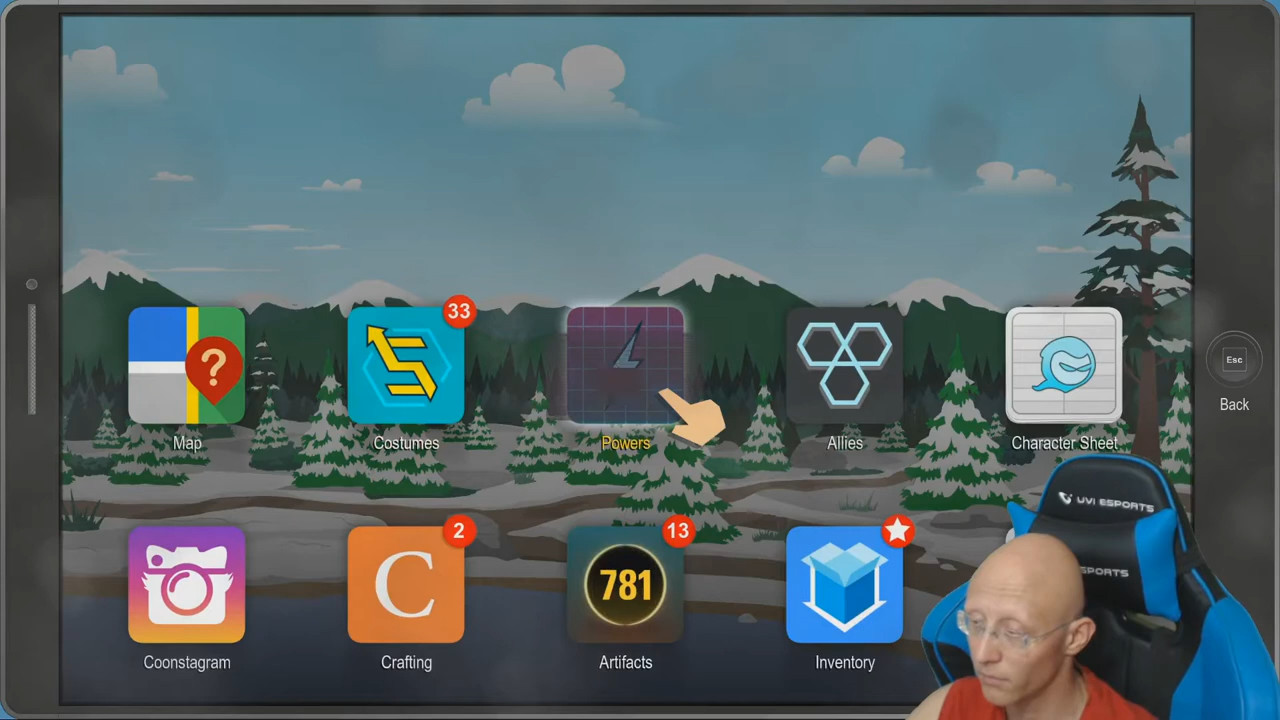 33
?
Map
Costumes
Powers
Allies
Character Sheet
Esc
Back
2
13
C
781
Coonstagram
Crafting
Artifacts
Inventory
UVI ESPORTS
ESPORTS